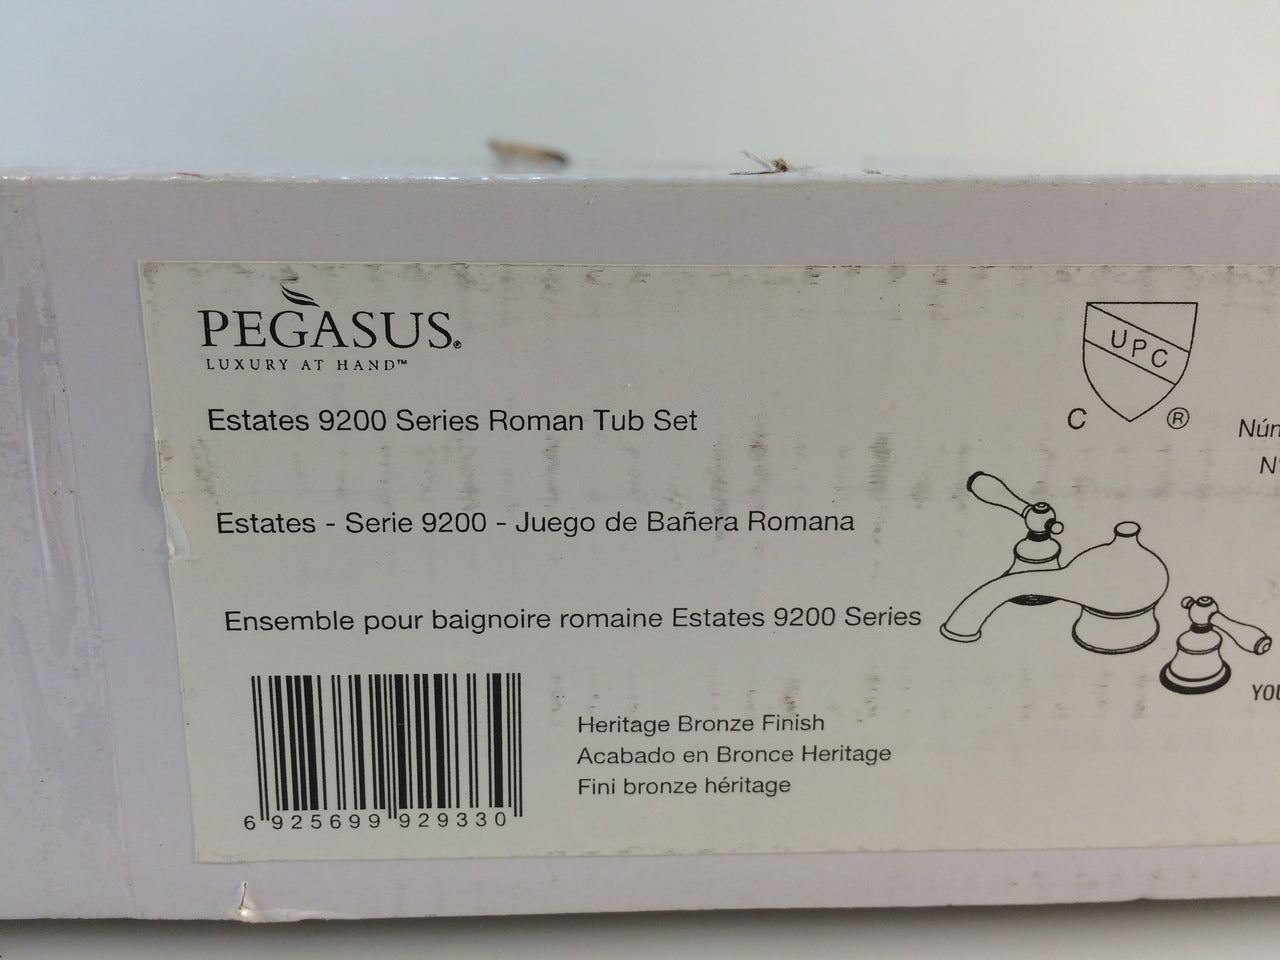 PEGASUS®
LUXURY AT HAND™
Estates 9200 Series Roman Tub Set
Estates - Serie 9200 - Juego de Bañera Romana
Ensemble pour baignoire romaine Estates 9200 Series
6 925699 929330
Heritage Bronze Finish
Acabado en Bronce Heritage
Fini bronze héritage
UPC
C ®